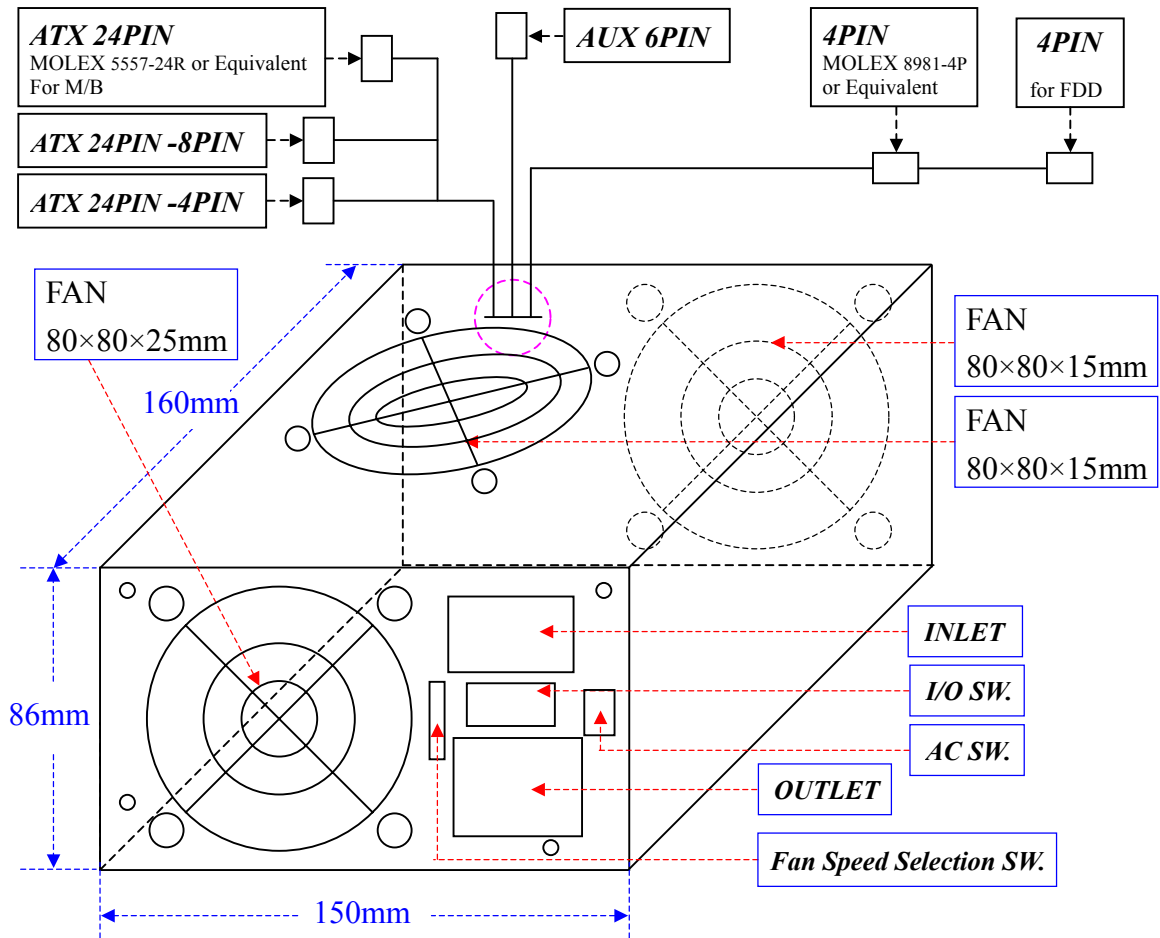 ATX 24PIN
MOLEX 5557-24R or Equivalent
For M/B
ATX 24PIN -8PIN
ATX 24PIN -4PIN
AUX 6PIN
4PIN
MOLEX 8981-4P
or Equivalent
4PIN
for FDD
FAN
80×80×25mm
FAN
80×80×15mm
FAN
80×80×15mm
160mm
86mm
150mm
INLET
I/O SW.
AC SW.
OUTLET
Fan Speed Selection SW.